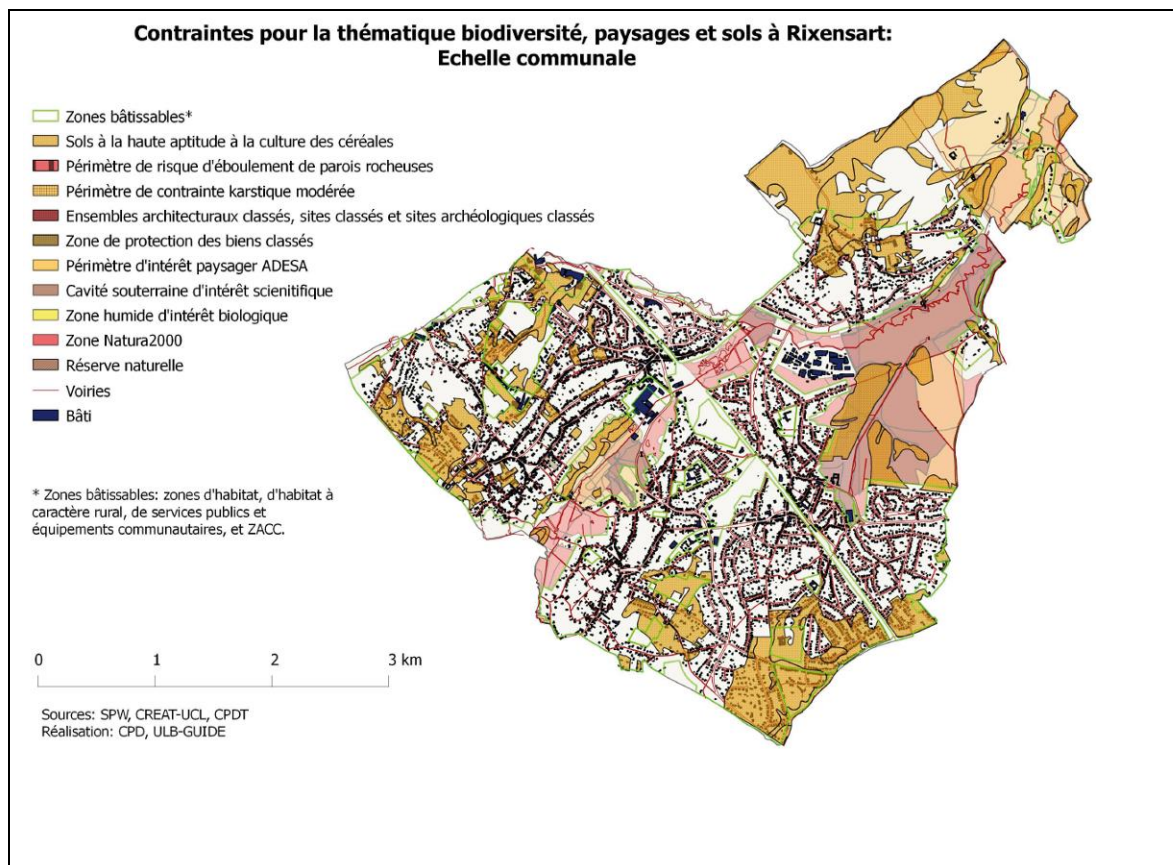 Contraintes pour la thématique biodiversité, paysages et sols à Rixensart:
Echelle communale
Zones bâtissables*
Sols à la haute aptitude à la culture des céréales
Périmètre de risque d'éboulement de parois rocheuses
Périmètre de contrainte karstique modérée
Ensembles architecturaux classés, sites classés et sites archéologiques classés
Zone de protection des biens classés
Périmètre d'intérêt paysager ADESA
Cavité souterraine d'intérêt scienitifique
Zone humide d'intérêt biologique
Zone Natura2000
Réserve naturelle
Voiries
Bâti
* Zones bâtissables: zones d'habitat, d'habitat à
caractère rural, de services publics et
équipements communautaires, et ZACC.
0 1 2 3 km
Sources: SPW, CREAT-UCL, CPDT
Réalisation: CPD, ULB-GUIDE